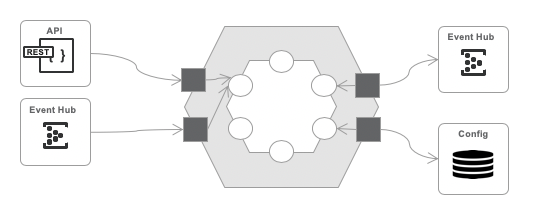 API
REST
{ }
Event Hub
Event Hub
Config